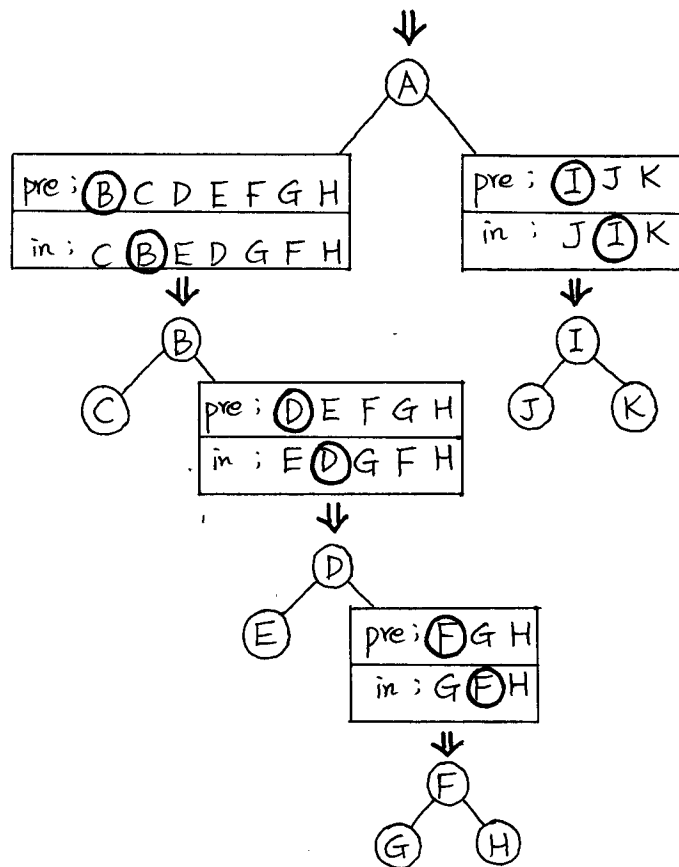 A
pre ; B C D E F G H
in ; C B E D G F H
pre ; I J K
in ; J I K
B
I
C
J
K
pre ; D E F G H
in ; E D G F H
D
E
pre ; F G H
in ; G F H
F
G
H